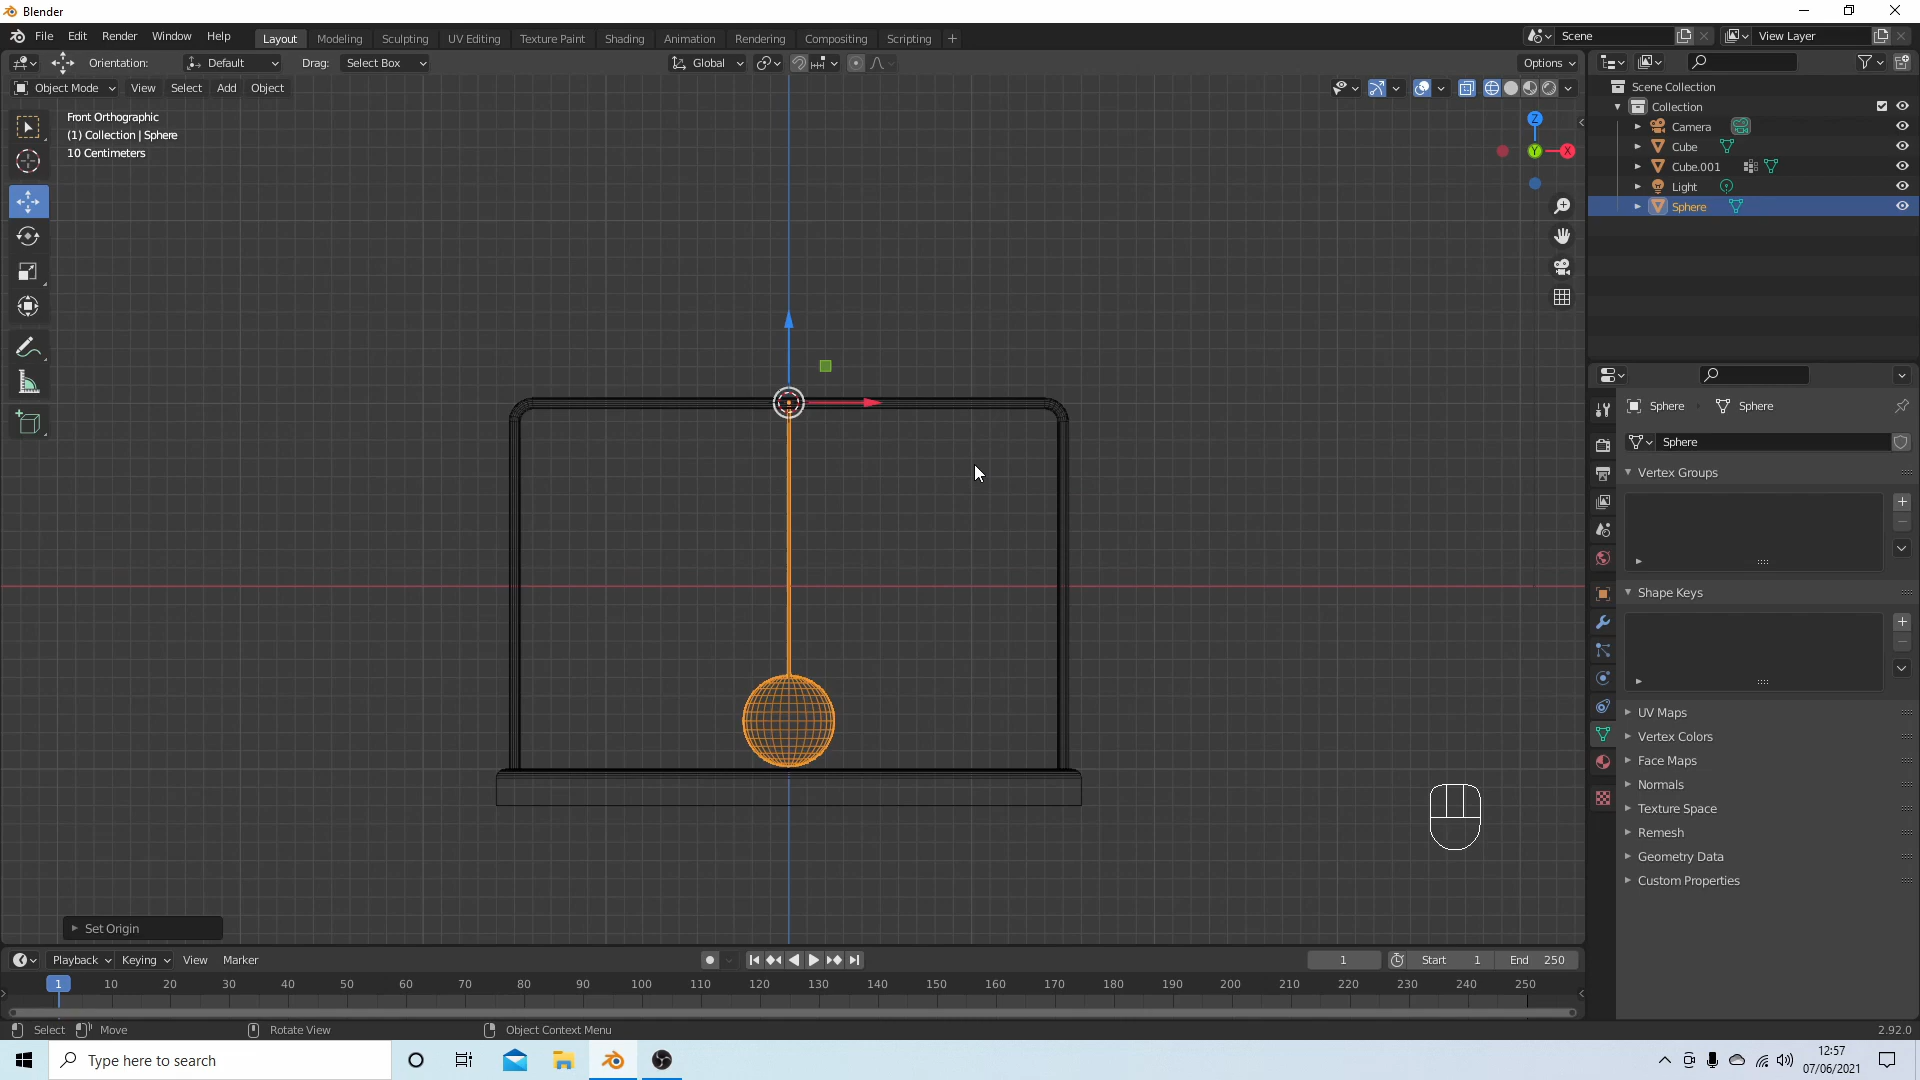 Blender
File Edit Render Window Help
Layout Modeling Sculpting UV Editing Texture Paint Shading Animation Rendering Compositing Scripting +
Scene
View Layer
Orientation: Default Drag: Select Box
Global
Options
Object Mode View Select Add Object
Front Orthographic
(1) Collection | Sphere
10 Centimeters
Z
Y
X
Scene Collection
Collection
Camera
Cube
Cube.001
Light
Sphere
Sphere Sphere
Sphere
Vertex Groups
Shape Keys
UV Maps
Vertex Colors
Face Maps
Normals
Texture Space
Remesh
Geometry Data
Custom Properties
Set Origin
Playback Keying View Marker
1 Start 1 End 250
1 10 20 30 40 50 60 70 80 90 100 110 120 130 140 150 160 170 180 190 200 210 220 230 240 250
Select Move Rotate View Object Context Menu
2.92.0
Type here to search
12:57
07/06/2021